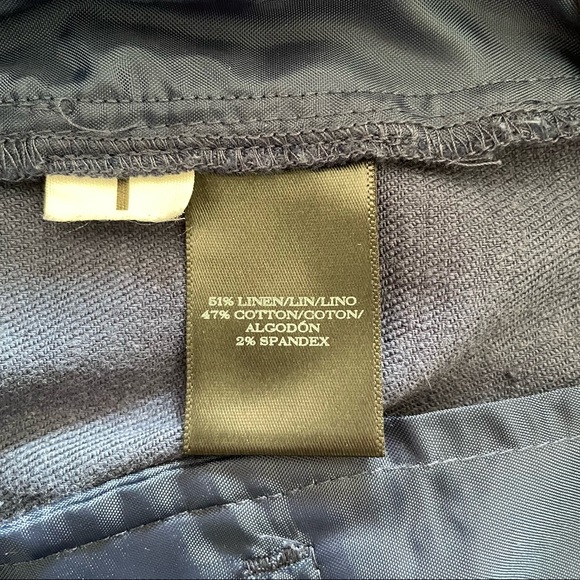 51% LINEN/LIN/LINO
47% COTTON/COTON/
ALGODÓN
2% SPANDEX